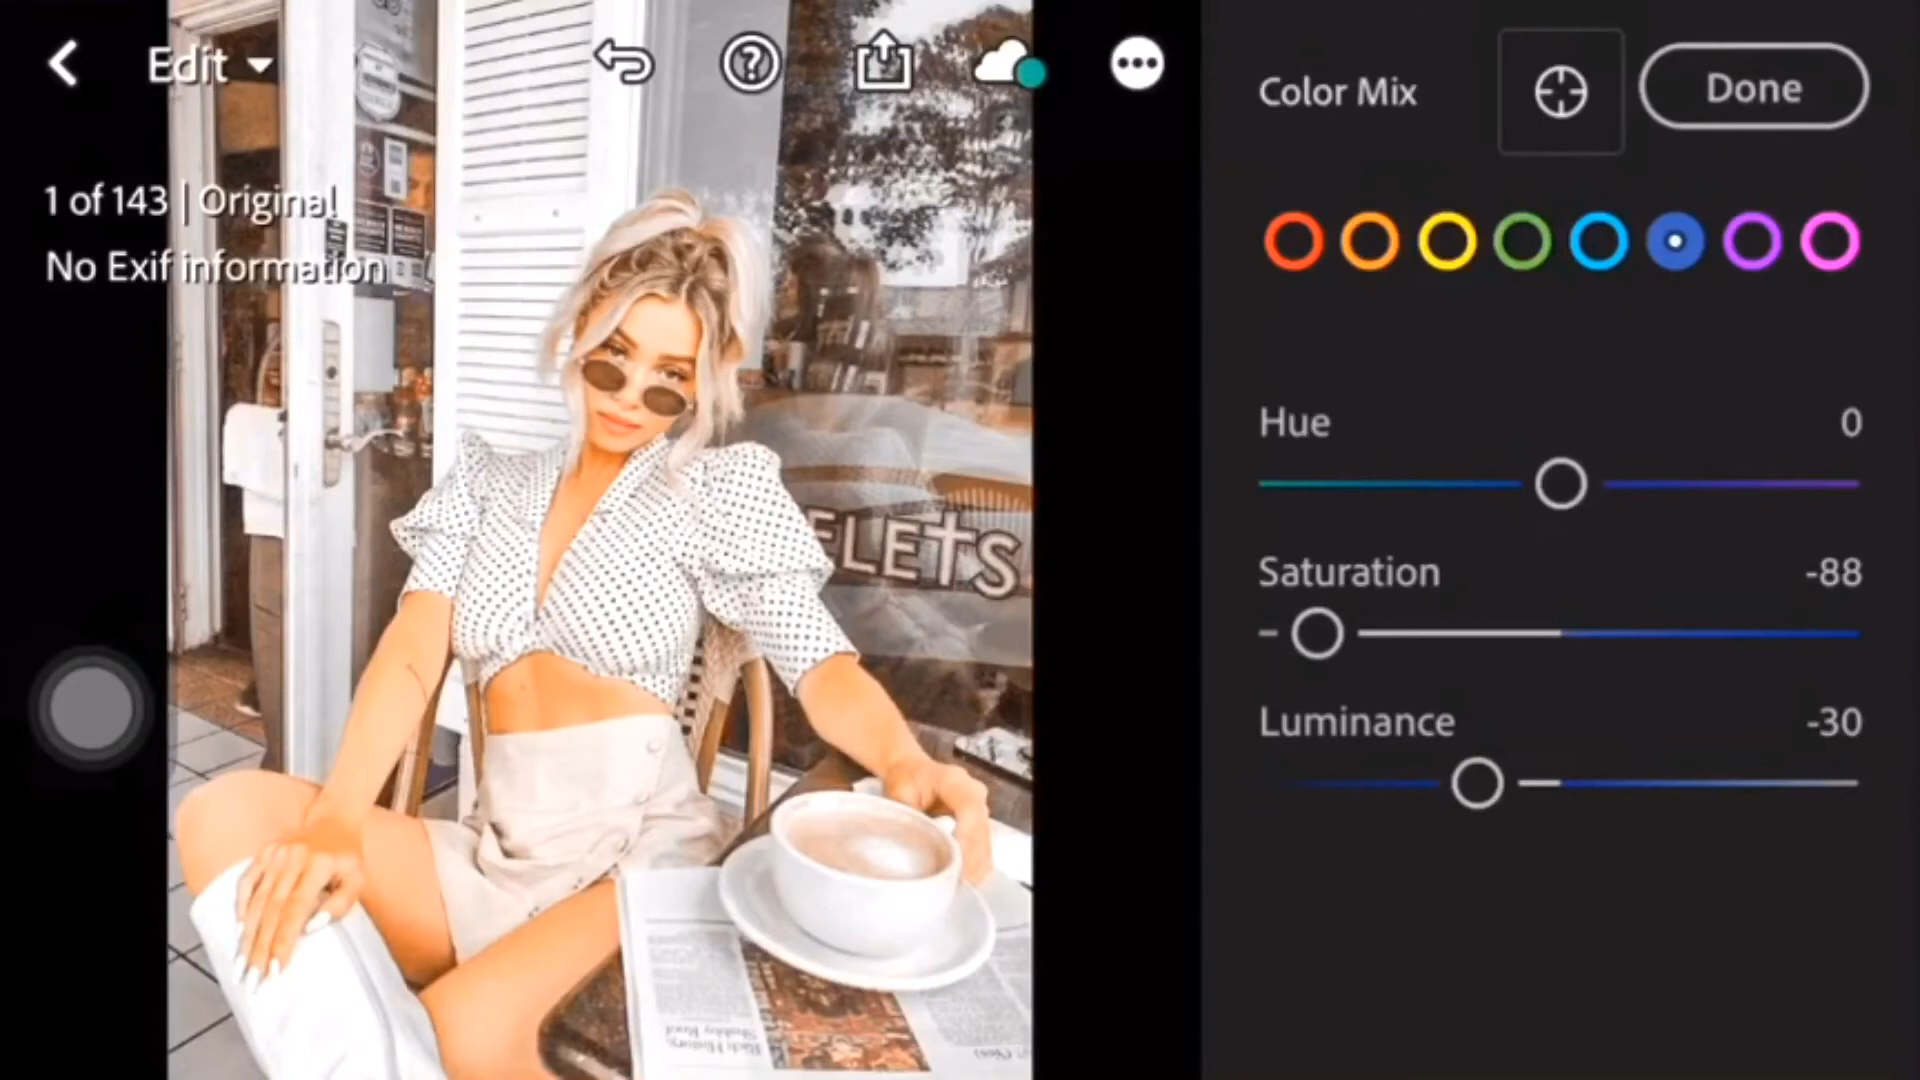 Edit
Color Mix
Done
1 of 143 | Original
No Exif information
Hue 0
Saturation -88
Luminance -30
ELETS